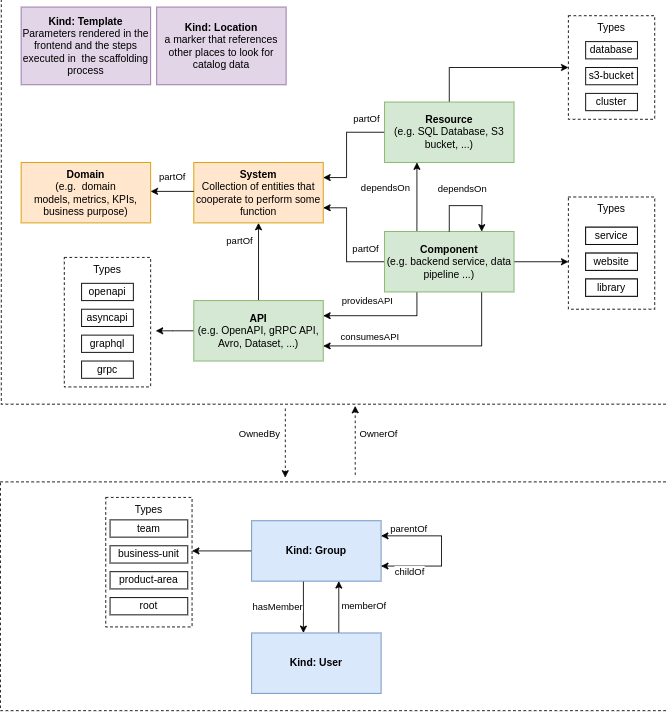 Kind: Template
Parameters rendered in the
frontend and the steps
executed in  the scaffolding
process
Kind: Location
a marker that references
other places to look for
catalog data
Types
database
s3-bucket
cluster
partOf
Resource
(e.g. SQL Database, S3
bucket, ...)
Domain
(e.g.  domain
models, metrics, KPIs,
business purpose)
partOf
System
Collection of entities that
cooperate to perform some
function
dependsOn
dependsOn
Types
service
website
library
partOf
partOf
Component
(e.g. backend service, data
pipeline ...)
Types
openapi
asyncapi
graphql
grpc
providesAPI
API
(e.g. OpenAPI, gRPC API,
Avro, Dataset, ...)
consumesAPI
OwnedBy
OwnerOf
Types
team
business-unit
product-area
root
Kind: Group
parentOf
childOf
hasMember
memberOf
Kind: User